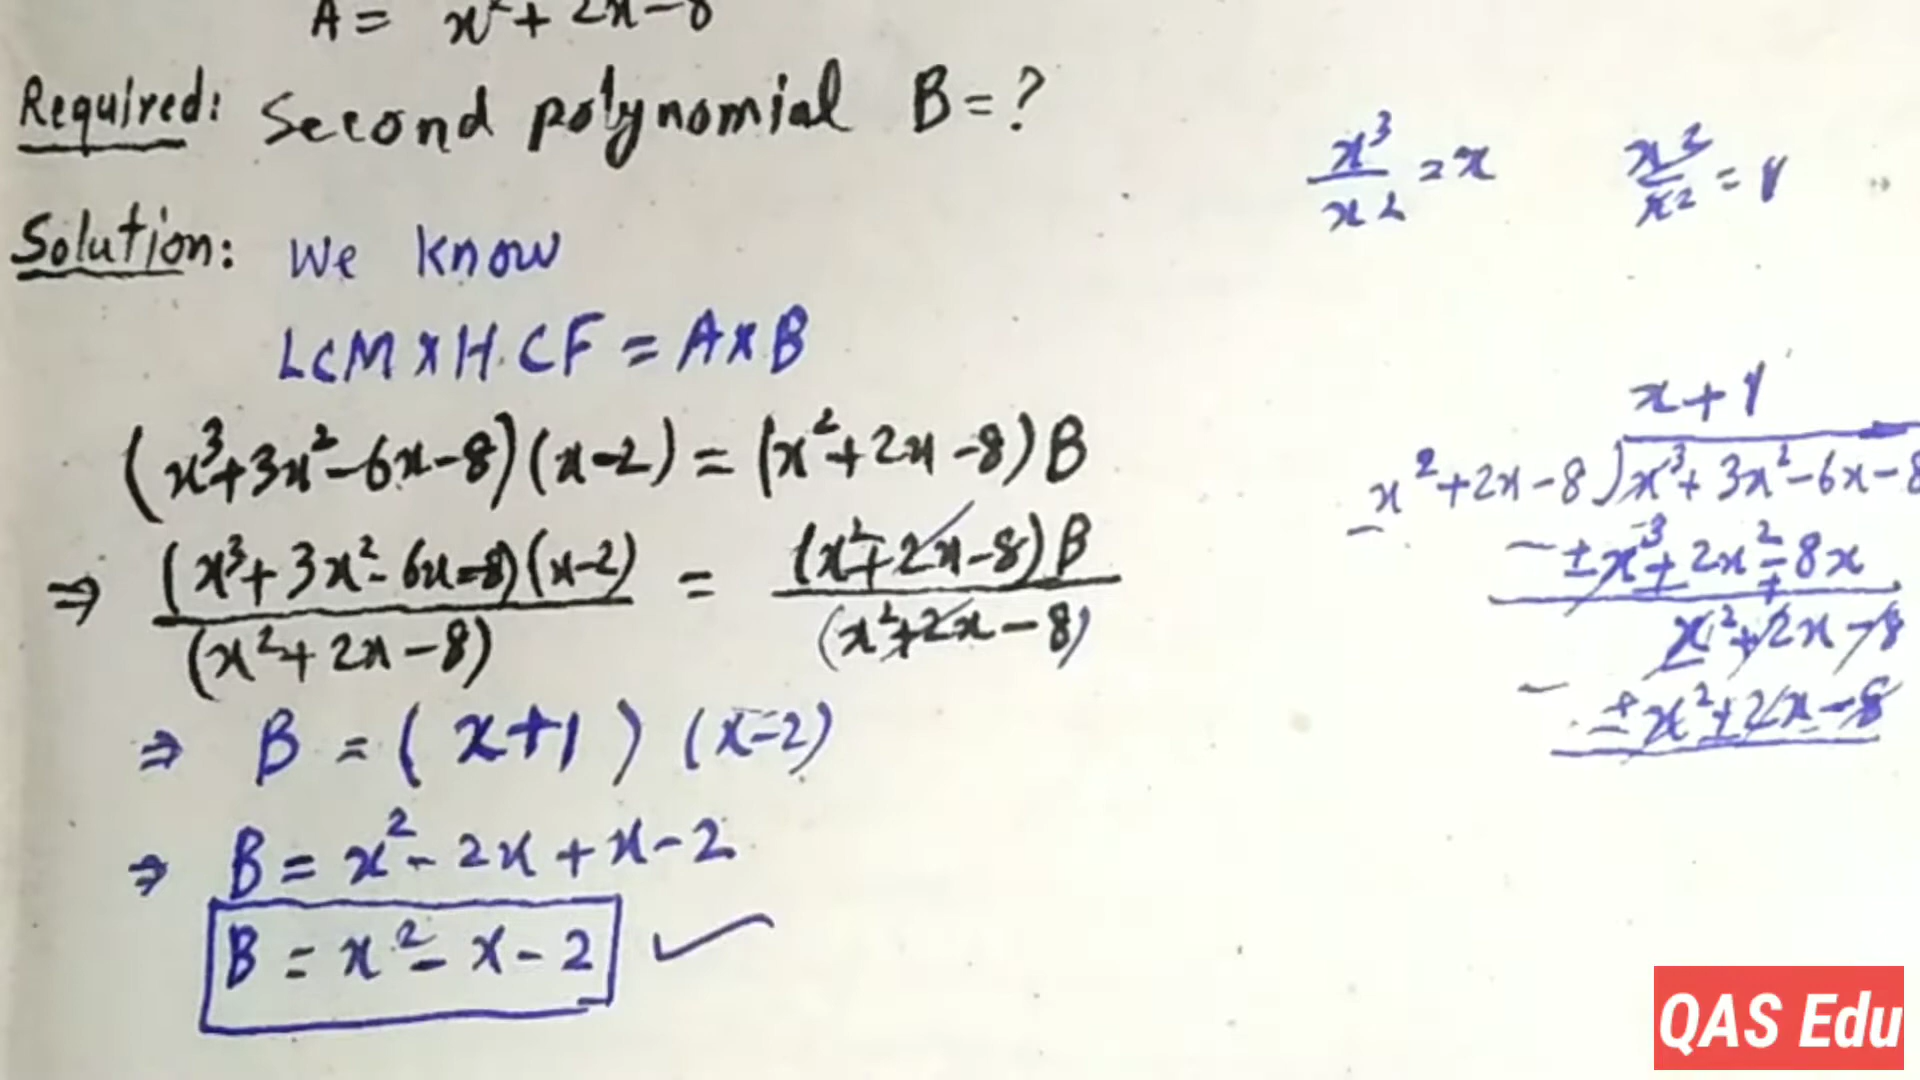 A = x² + 2x - 8
Required: Second polynomial B = ?
Solution: We know
LCM x H.CF = A x B
(x³+3x²-6x-8)(x-2) = (x²+2x-8)B
⇒ (x³+3x²-6x-8)(x-2)/(x²+2x-8) = (x²+2x-8)B/(x²+2x-8)
⇒ B = (x+1)(x-2)
⇒ B = x²-2x+x-2
B = x²-x-2 ✓
x³/x² = x x²/x² = 1
x+1
x²+2x-8)x³+3x²-6x-8
- ±x³±2x²-8x
+
x²+2x-8
- ±x²±2x-8
QAS Edu